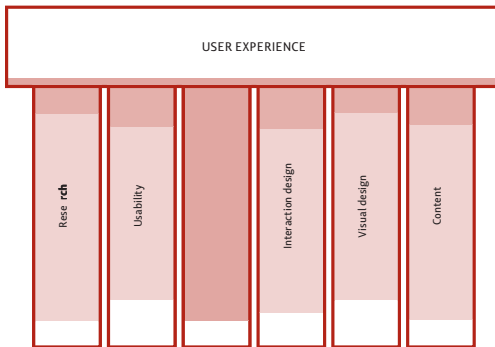 USER EXPERIENCE
Rese rch
Usability
Interaction design
Visual design
Content